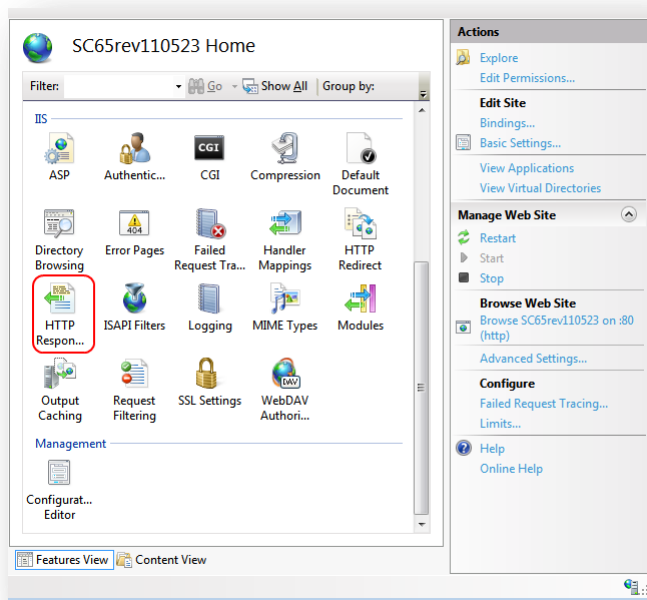 SC65rev110523 Home
Filter:
Go
Show All
Group by:
IIS
CGI
ASP
Authentic...
CGI
Compression
Default
Document
404
Directory
Browsing
Error Pages
Failed
Request Tra...
Handler
Mappings
HTTP
Redirect
HTTP
Respon...
ISAPI Filters
Logging
MIME Types
Modules
DAV
Output
Caching
Request
Filtering
SSL Settings
WebDAV
Authori...
Management
Configurat...
Editor
Features View
Content View
Actions
Explore
Edit Permissions...
Edit Site
Bindings...
Basic Settings...
View Applications
View Virtual Directories
Manage Web Site
Restart
Start
Stop
Browse Web Site
Browse SC65rev110523 on :80
(http)
Advanced Settings...
Configure
Failed Request Tracing...
Limits...
Help
Online Help